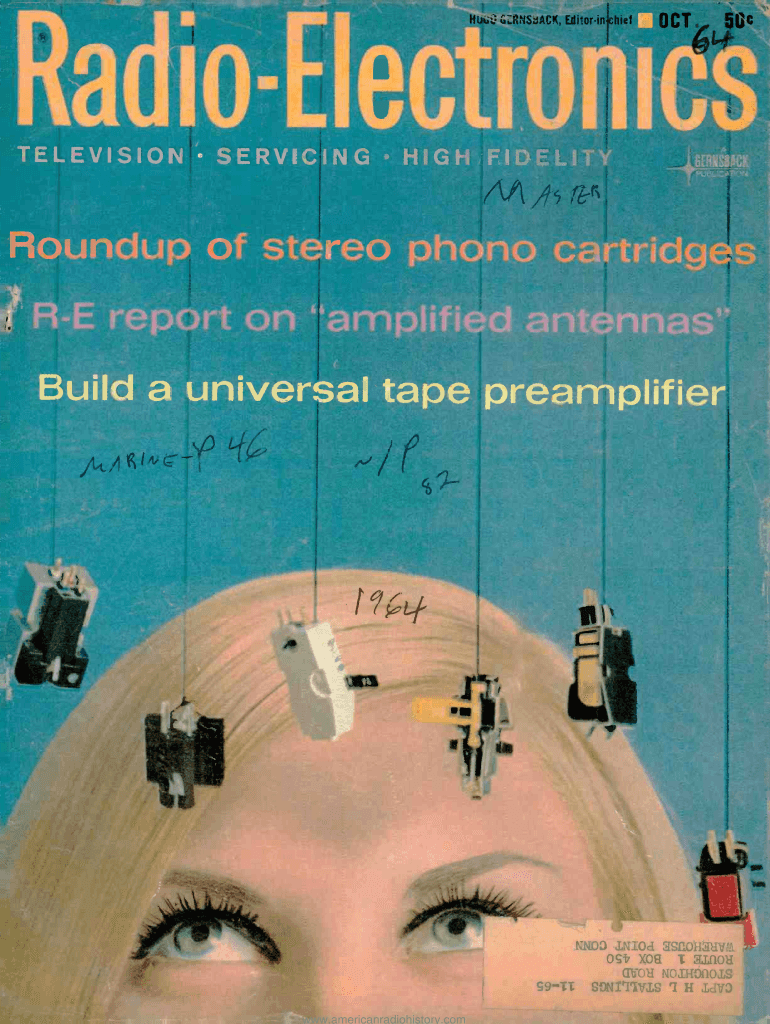 HUGO GERNSBACK, Editor-in-chief OCT. 50¢
64
Radio-Electronics
TELEVISION · SERVICING · HIGH FIDELITY
GERNSBACK
PUBLICATION
MASTER
Roundup of stereo phono cartridges
R-E report on "amplified antennas"
Build a universal tape preamplifier
MARINE-P 46
N/P
82
1964
CAPT H L STALLINGS 11-65
STOUGHTON ROAD
ROUTE 1 BOX 450
WAREHOUSE POINT CONN
www.americanradiohistory.com